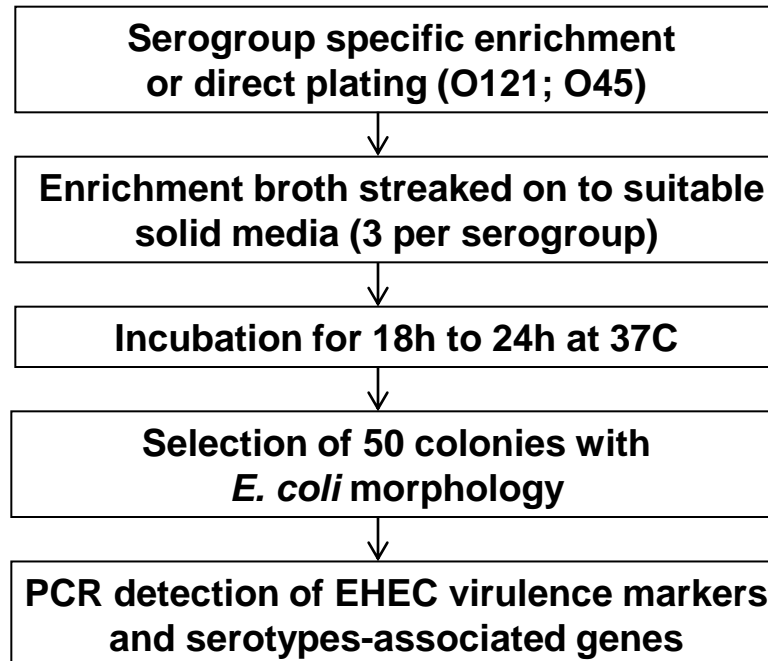 Serogroup specific enrichment
or direct plating (O121; O45)
Enrichment broth streaked on to suitable
solid media (3 per serogroup)
Incubation for 18h to 24h at 37C
Selection of 50 colonies with
E. coli morphology
PCR detection of EHEC virulence markers
and serotypes-associated genes